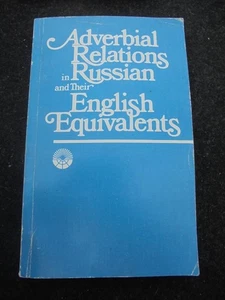 Adverbial
Relations
in Russian
and Their
English
Equivalents